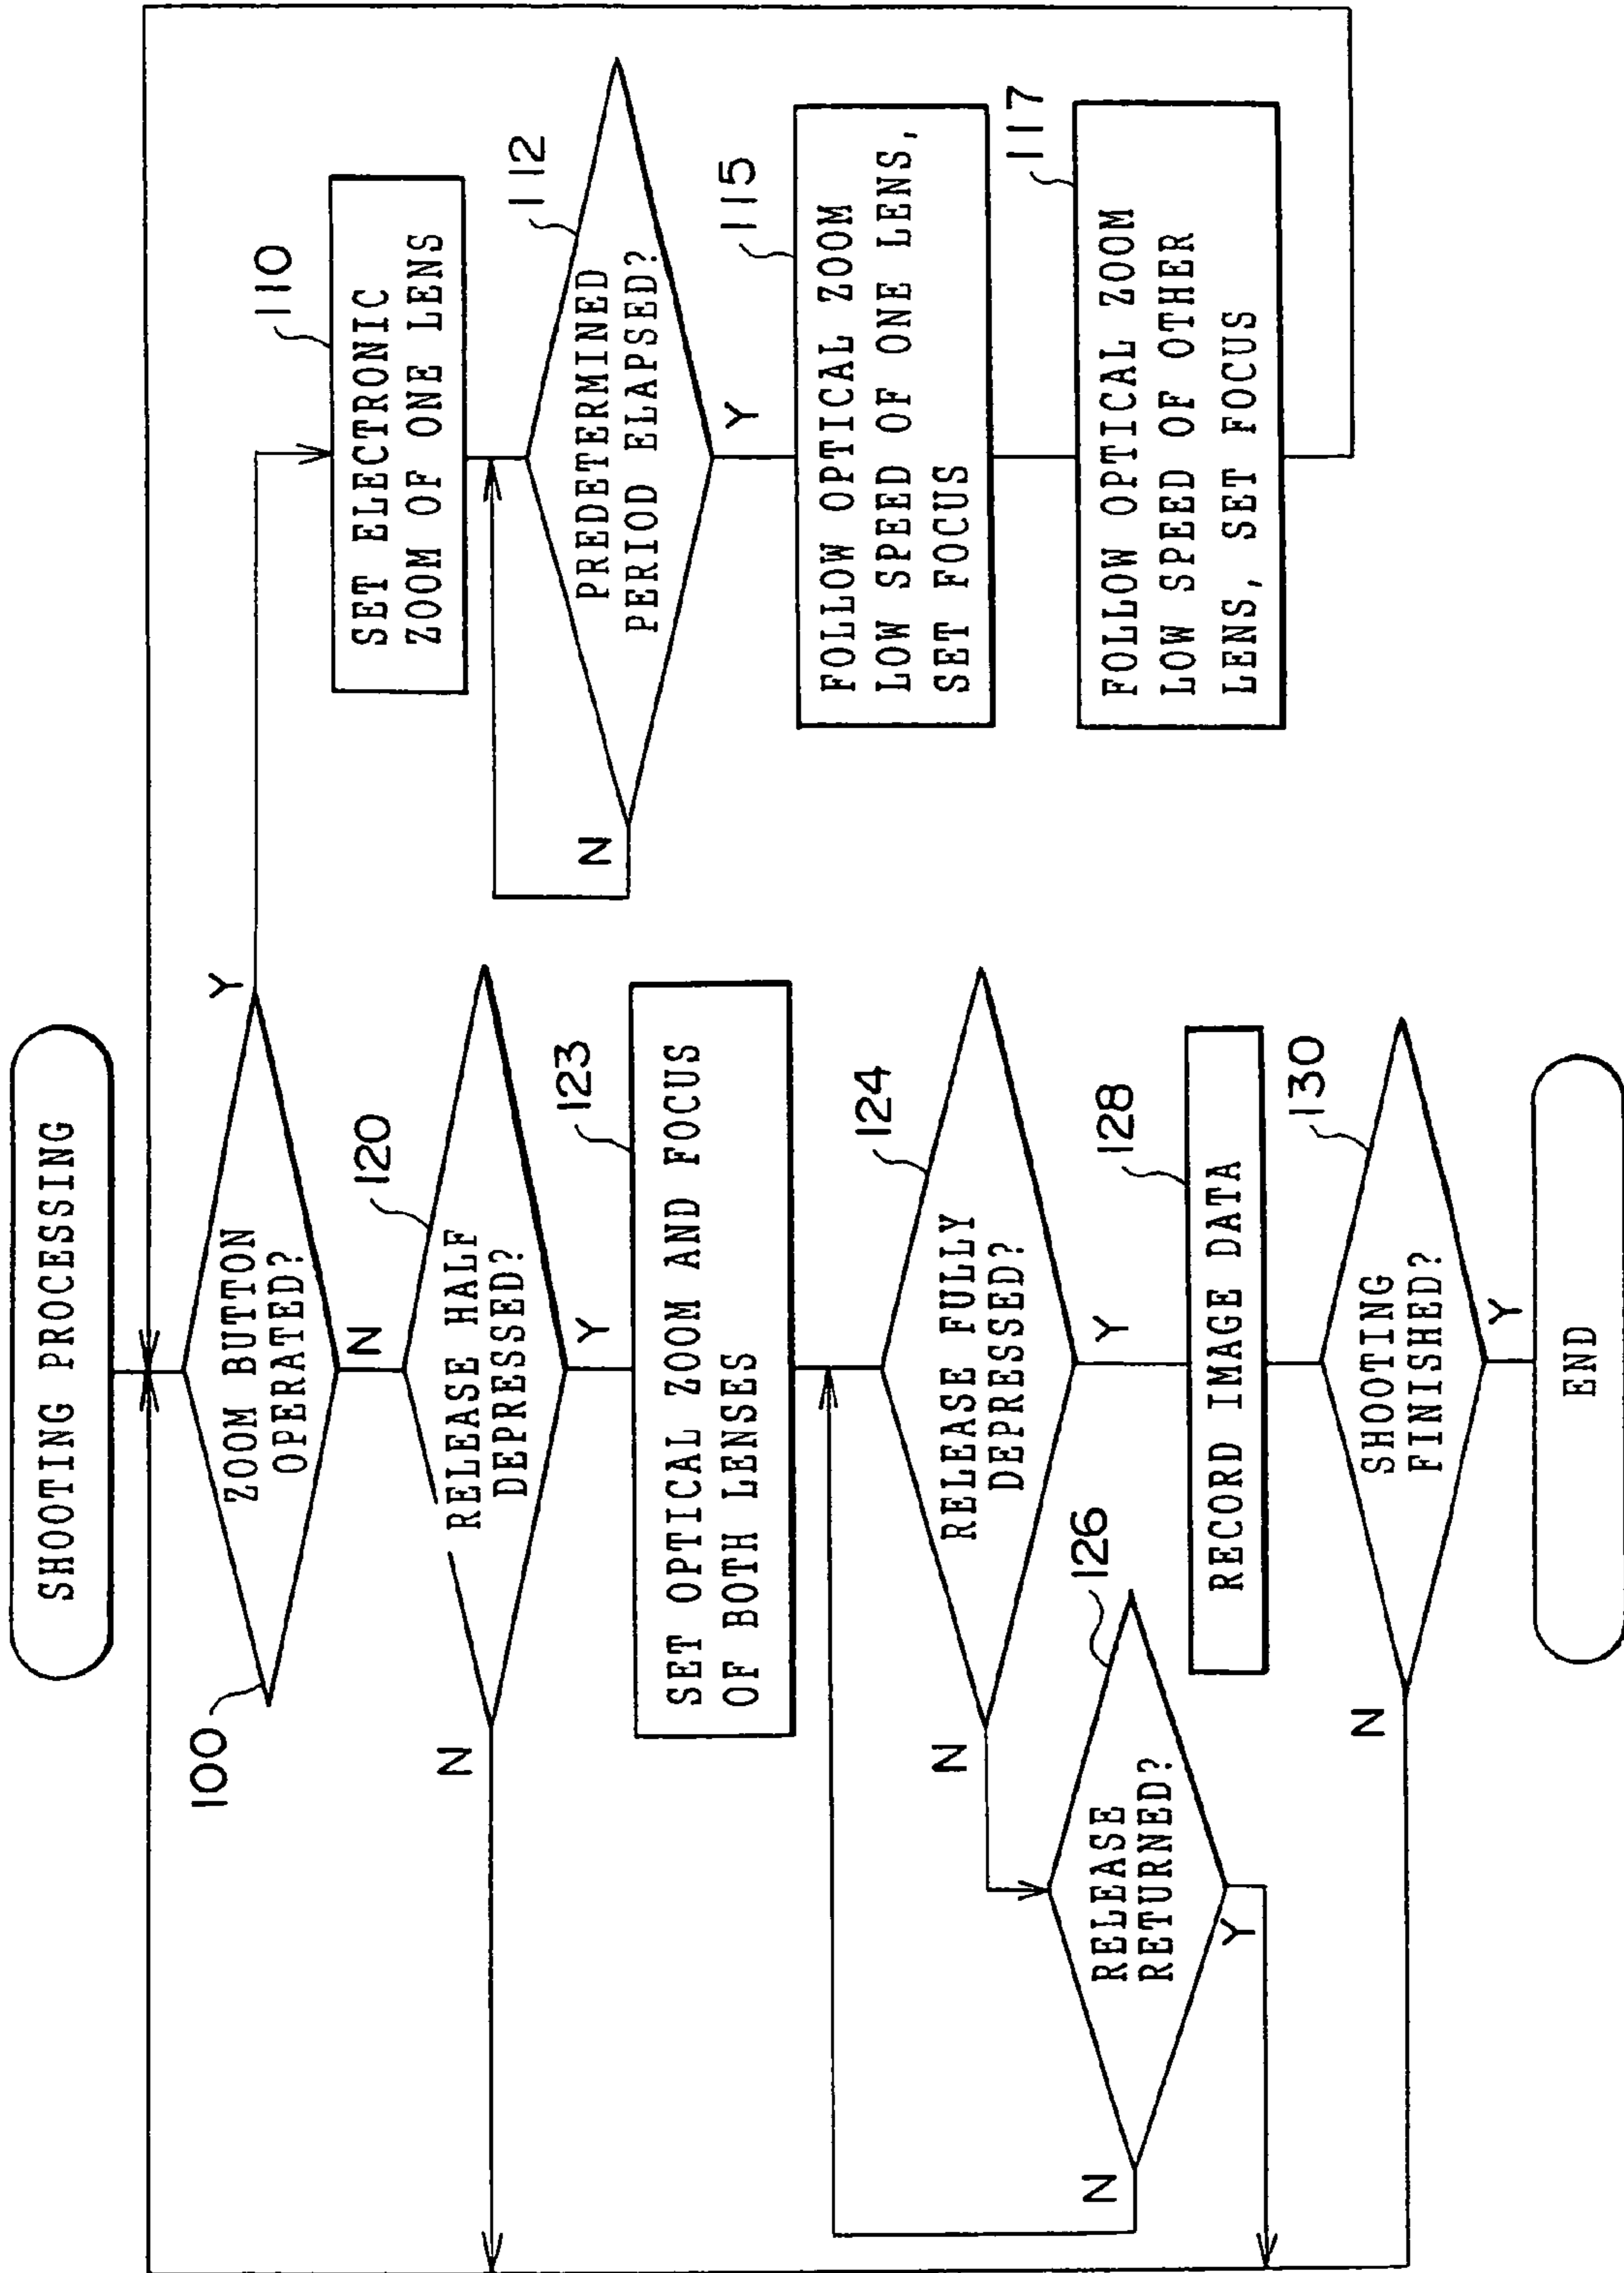 SHOOTING PROCESSING
100
ZOOM BUTTON
OPERATED?
Y
N
120
RELEASE HALF
DEPRESSED?
N
Y
123
SET OPTICAL ZOOM AND FOCUS
OF BOTH LENSES
124
RELEASE FULLY
DEPRESSED?
N
Y
126
RELEASE
RETURNED?
N
Y
128
RECORD IMAGE DATA
130
SHOOTING
FINISHED?
N
Y
END
110
SET ELECTRONIC
ZOOM OF ONE LENS
112
PREDETERMINED
PERIOD ELAPSED?
N
Y
115
FOLLOW OPTICAL ZOOM
LOW SPEED OF ONE LENS,
SET FOCUS
117
FOLLOW OPTICAL ZOOM
LOW SPEED OF OTHER
LENS, SET FOCUS